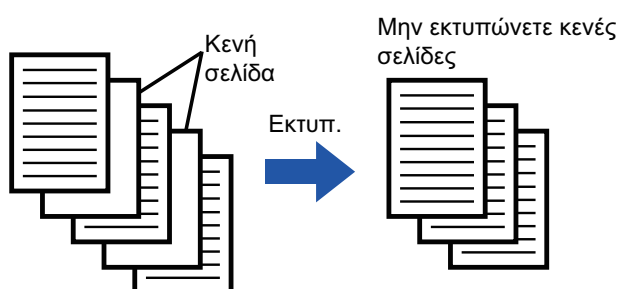 Κενή
σελίδα
Εκτυπ.
Μην εκτυπώνετε κενές
σελίδες